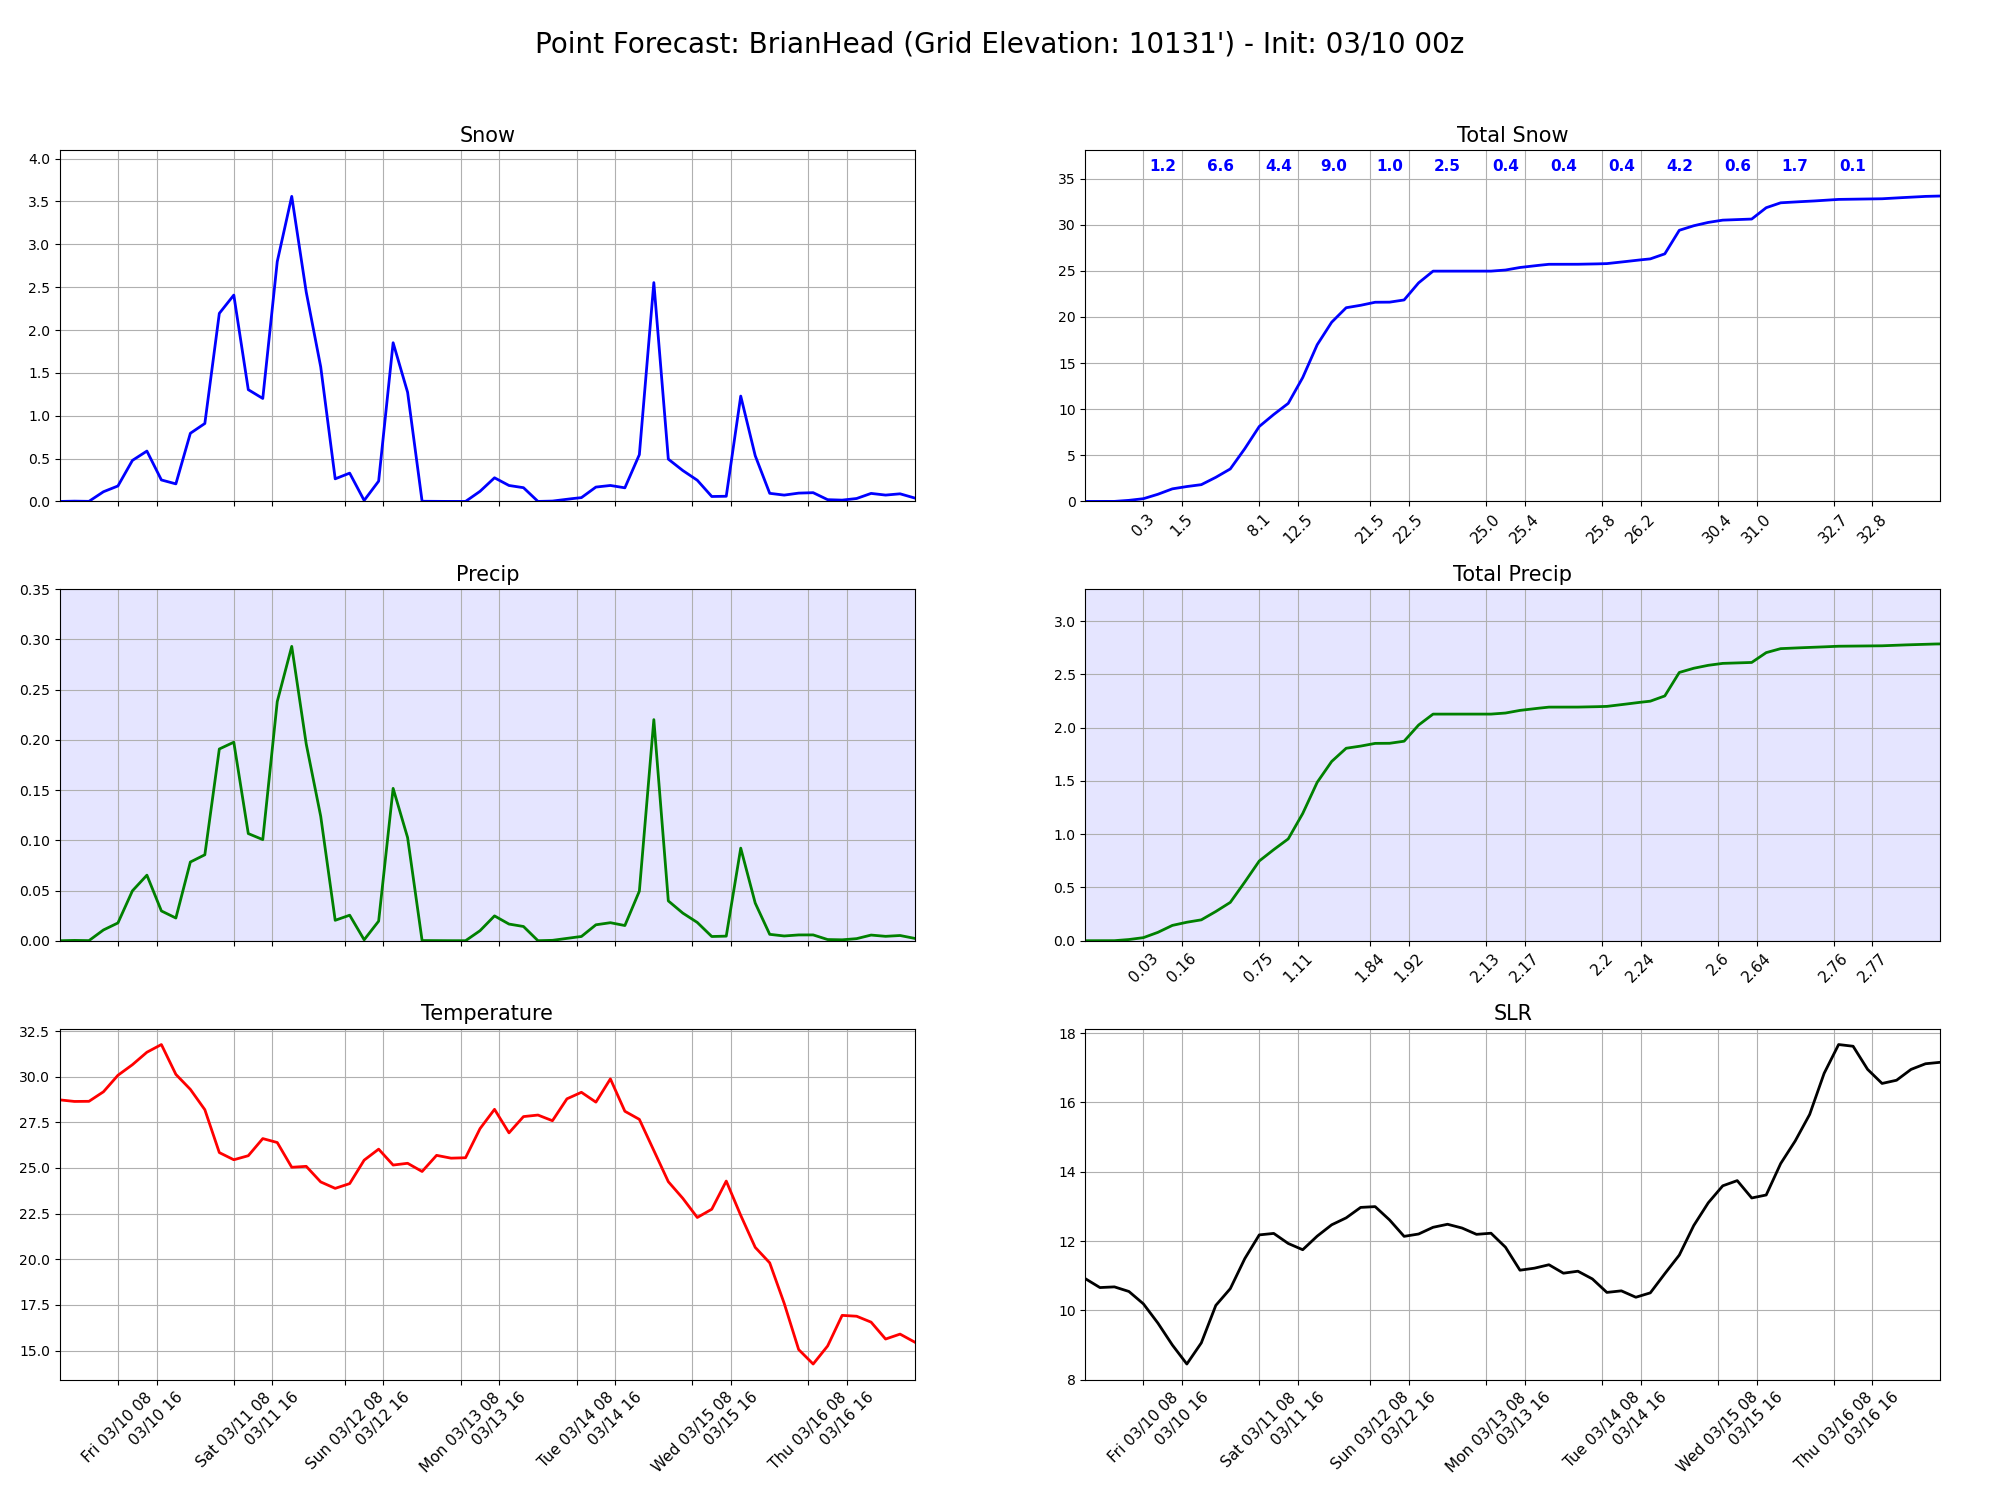 Point Forecast: BrianHead (Grid Elevation: 10131') - Init: 03/10 00z
Snow
4.0
3.5
3.0
2.5
2.0
1.5
1.0
0.5
0.0
Total Snow
1.2 6.6 4.4 9.0 1.0 2.5 0.4 0.4 0.4 4.2 0.6 1.7 0.1
35
30
25
20
15
10
5
0
0.3 1.5 8.1 12.5 21.5 22.5 25.0 25.4 25.8 26.2 30.4 31.0 32.7 32.8
Precip
0.35
0.30
0.25
0.20
0.15
0.10
0.05
0.00
Total Precip
3.0
2.5
2.0
1.5
1.0
0.5
0.0
0.03 0.16 0.75 1.11 1.84 1.92 2.13 2.17 2.2 2.24 2.6 2.64 2.76 2.77
Temperature
32.5
30.0
27.5
25.0
22.5
20.0
17.5
15.0
Fri 03/10 08
03/10 16
Sat 03/11 08
03/11 16
Sun 03/12 08
03/12 16
Mon 03/13 08
03/13 16
Tue 03/14 08
03/14 16
Wed 03/15 08
03/15 16
Thu 03/16 08
03/16 16
SLR
18
16
14
12
10
8
Fri 03/10 08
03/10 16
Sat 03/11 08
03/11 16
Sun 03/12 08
03/12 16
Mon 03/13 08
03/13 16
Tue 03/14 08
03/14 16
Wed 03/15 08
03/15 16
Thu 03/16 08
03/16 16